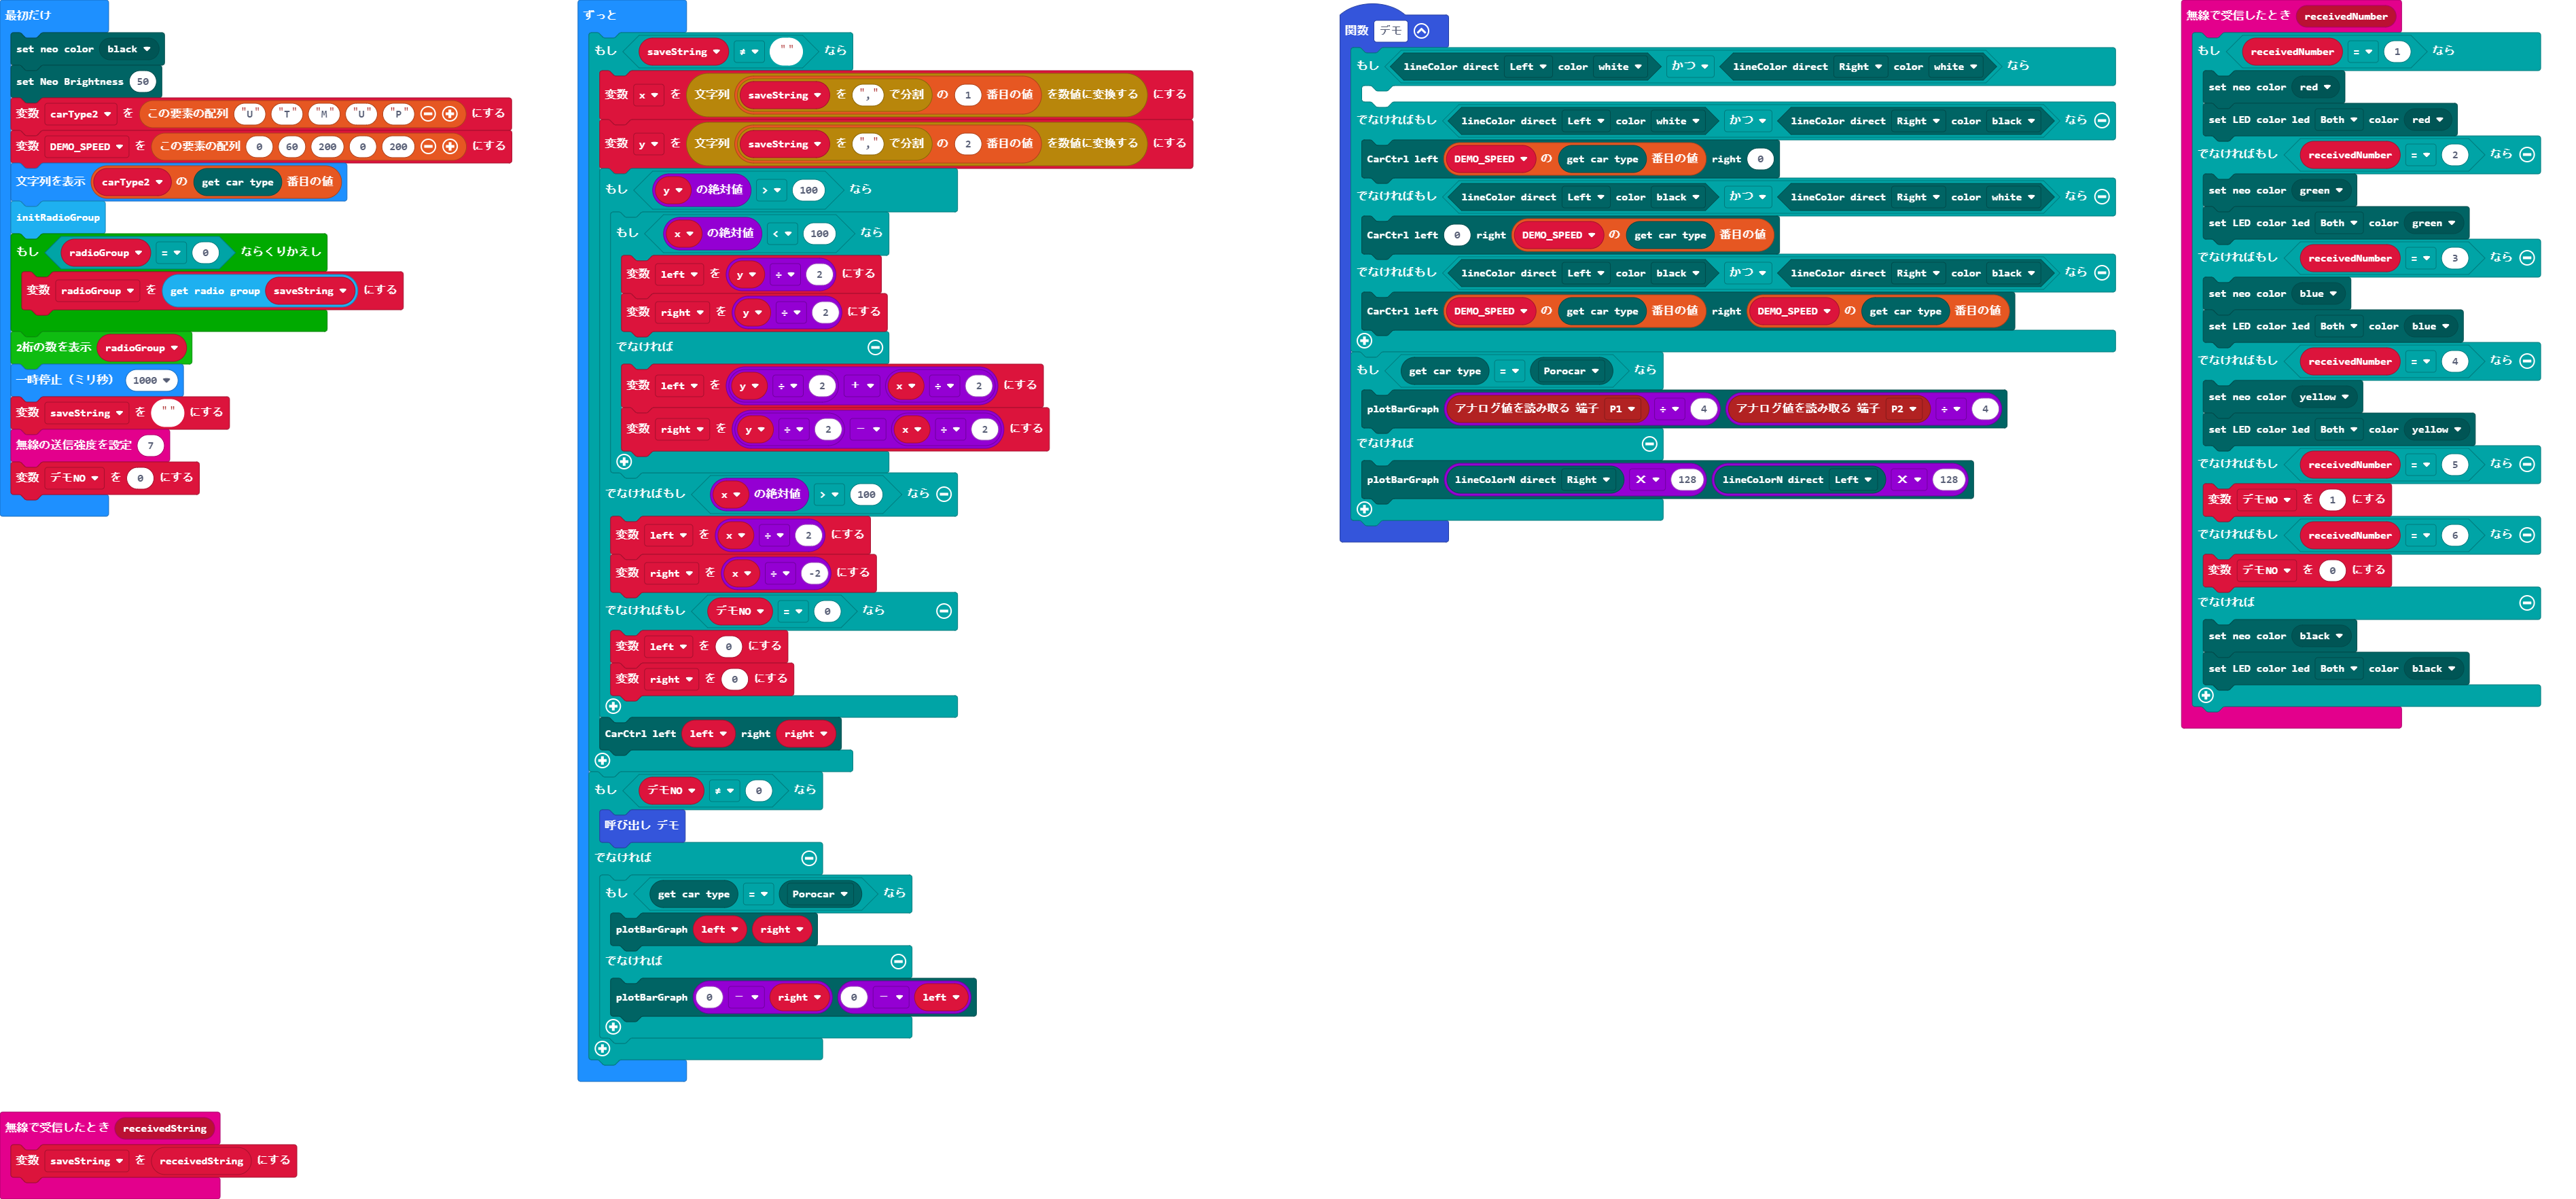 最初だけ
set neo color black
set Neo Brightness 50
変数 carType2 を この要素の配列 "U" "T" "M" "U" "P" にする
変数 DEMO_SPEED を この要素の配列 0 60 200 0 200 にする
文字列を表示 carType2 の get car type 番目の値
initRadioGroup
もし radioGroup = 0 ならくりかえし
変数 radioGroup を get radio group saveString にする
2桁の数を表示 radioGroup
一時停止（ミリ秒） 1000
変数 saveString を "" にする
無線の送信強度を設定 7
変数 デモNO を 0 にする
無線で受信したとき receivedString
変数 saveString を receivedString にする
ずっと
もし saveString ≠ "" なら
変数 x を 文字列 saveString を "," で分割 の 1 番目の値 を数値に変換する にする
変数 y を 文字列 saveString を "," で分割 の 2 番目の値 を数値に変換する にする
もし y の絶対値 > 100 なら
もし x の絶対値 < 100 なら
変数 left を y ÷ 2 にする
変数 right を y ÷ 2 にする
でなければ
変数 left を y ÷ 2 + x ÷ 2 にする
変数 right を y ÷ 2 - x ÷ 2 にする
でなければもし x の絶対値 > 100 なら
変数 left を x ÷ 2 にする
変数 right を x ÷ -2 にする
でなければもし デモNO = 0 なら
変数 left を 0 にする
変数 right を 0 にする
CarCtrl left left right right
もし デモNO ≠ 0 なら
呼び出し デモ
でなければ
もし get car type = Porocar なら
plotBarGraph left right
でなければ
plotBarGraph 0 - right 0 - left
関数 デモ
もし lineColor direct Left color white かつ lineColor direct Right color white なら
でなければもし lineColor direct Left color white かつ lineColor direct Right color black なら
CarCtrl left DEMO_SPEED の get car type 番目の値 right 0
でなければもし lineColor direct Left color black かつ lineColor direct Right color white なら
CarCtrl left 0 right DEMO_SPEED の get car type 番目の値
でなければもし lineColor direct Left color black かつ lineColor direct Right color black なら
CarCtrl left DEMO_SPEED の get car type 番目の値 right DEMO_SPEED の get car type 番目の値
もし get car type = Porocar なら
plotBarGraph アナログ値を読み取る 端子 P1 ÷ 4 アナログ値を読み取る 端子 P2 ÷ 4
でなければ
plotBarGraph lineColorN direct Right × 128 lineColorN direct Left × 128
無線で受信したとき receivedNumber
もし receivedNumber = 1 なら
set neo color red
set LED color led Both color red
でなければもし receivedNumber = 2 なら
set neo color green
set LED color led Both color green
でなければもし receivedNumber = 3 なら
set neo color blue
set LED color led Both color blue
でなければもし receivedNumber = 4 なら
set neo color yellow
set LED color led Both color yellow
でなければもし receivedNumber = 5 なら
変数 デモNO を 1 にする
でなければもし receivedNumber = 6 なら
変数 デモNO を 0 にする
でなければ
set neo color black
set LED color led Both color black